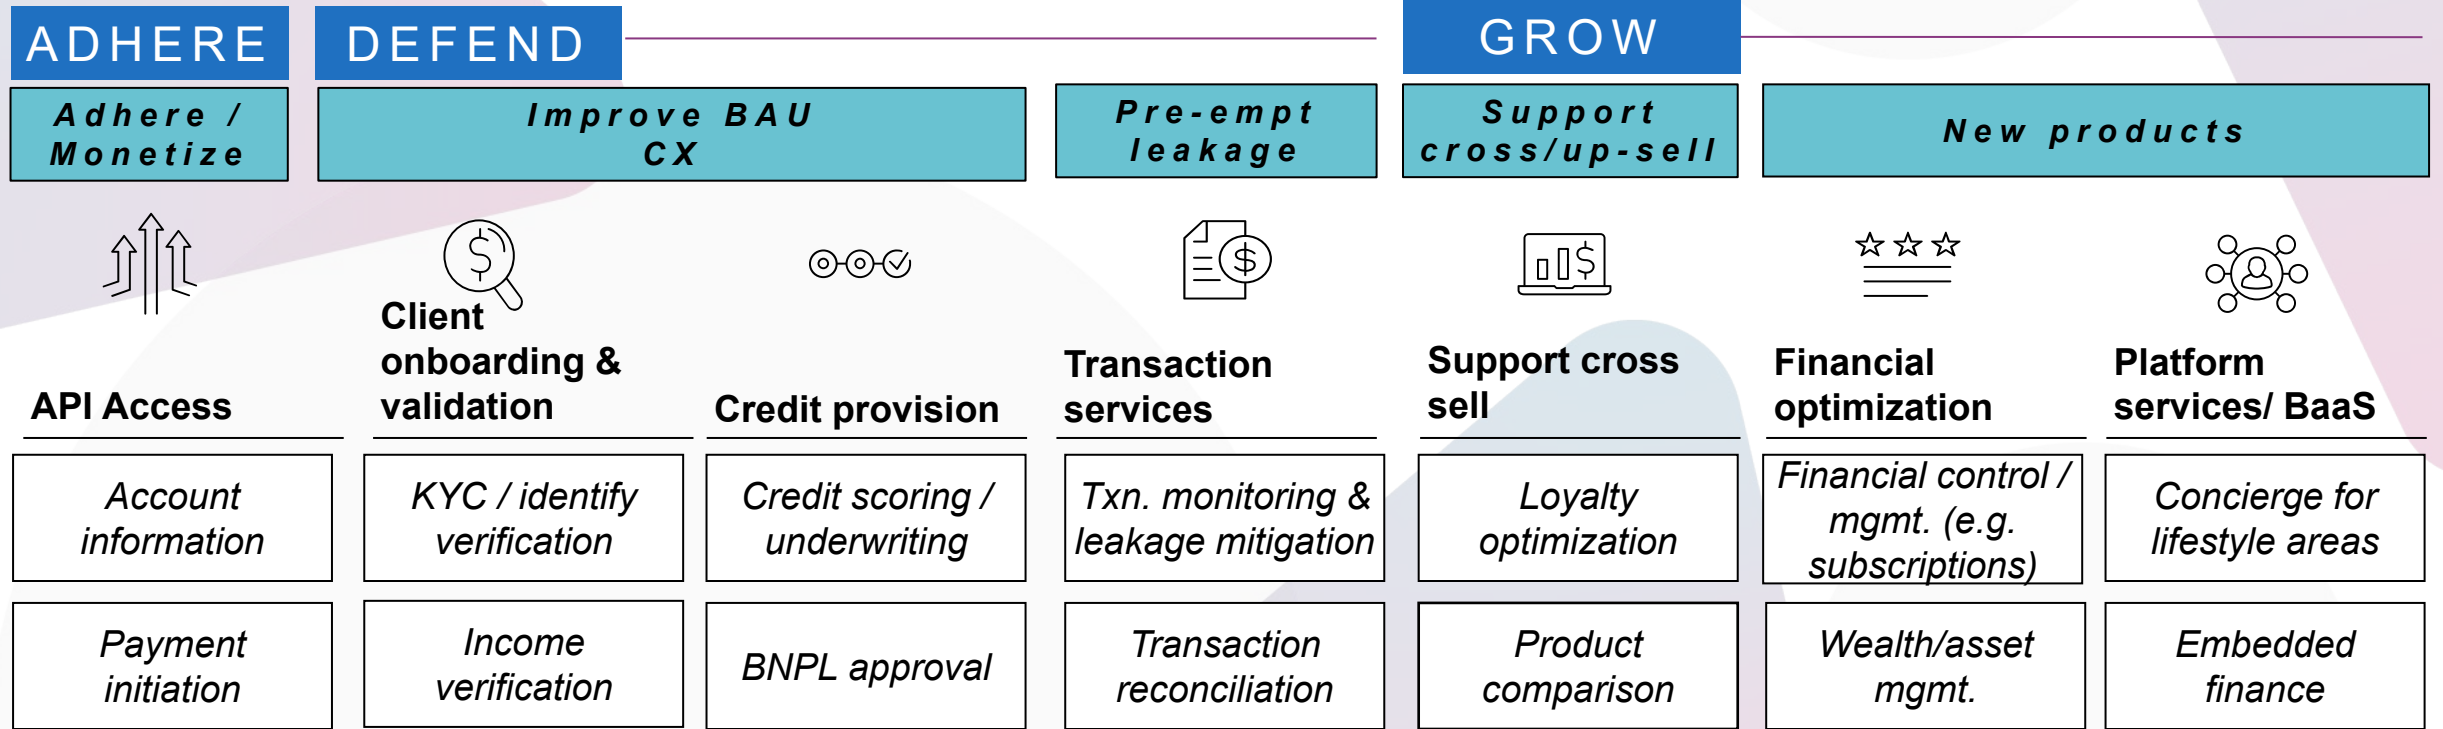 ADHERE
DEFEND
GROW
Adhere /
Monetize
Improve BAU
CX
Pre-empt
leakage
Support
cross/up-sell
New products
API Access
Client
onboarding &
validation
Credit provision
Transaction
services
Support cross
sell
Financial
optimization
Platform
services/ BaaS
Account
information
KYC / identify
verification
Credit scoring /
underwriting
Txn. monitoring &
leakage mitigation
Loyalty
optimization
Financial control /
mgmt. (e.g.
subscriptions)
Concierge for
lifestyle areas
Payment
initiation
Income
verification
BNPL approval
Transaction
reconciliation
Product
comparison
Wealth/asset
mgmt.
Embedded
finance